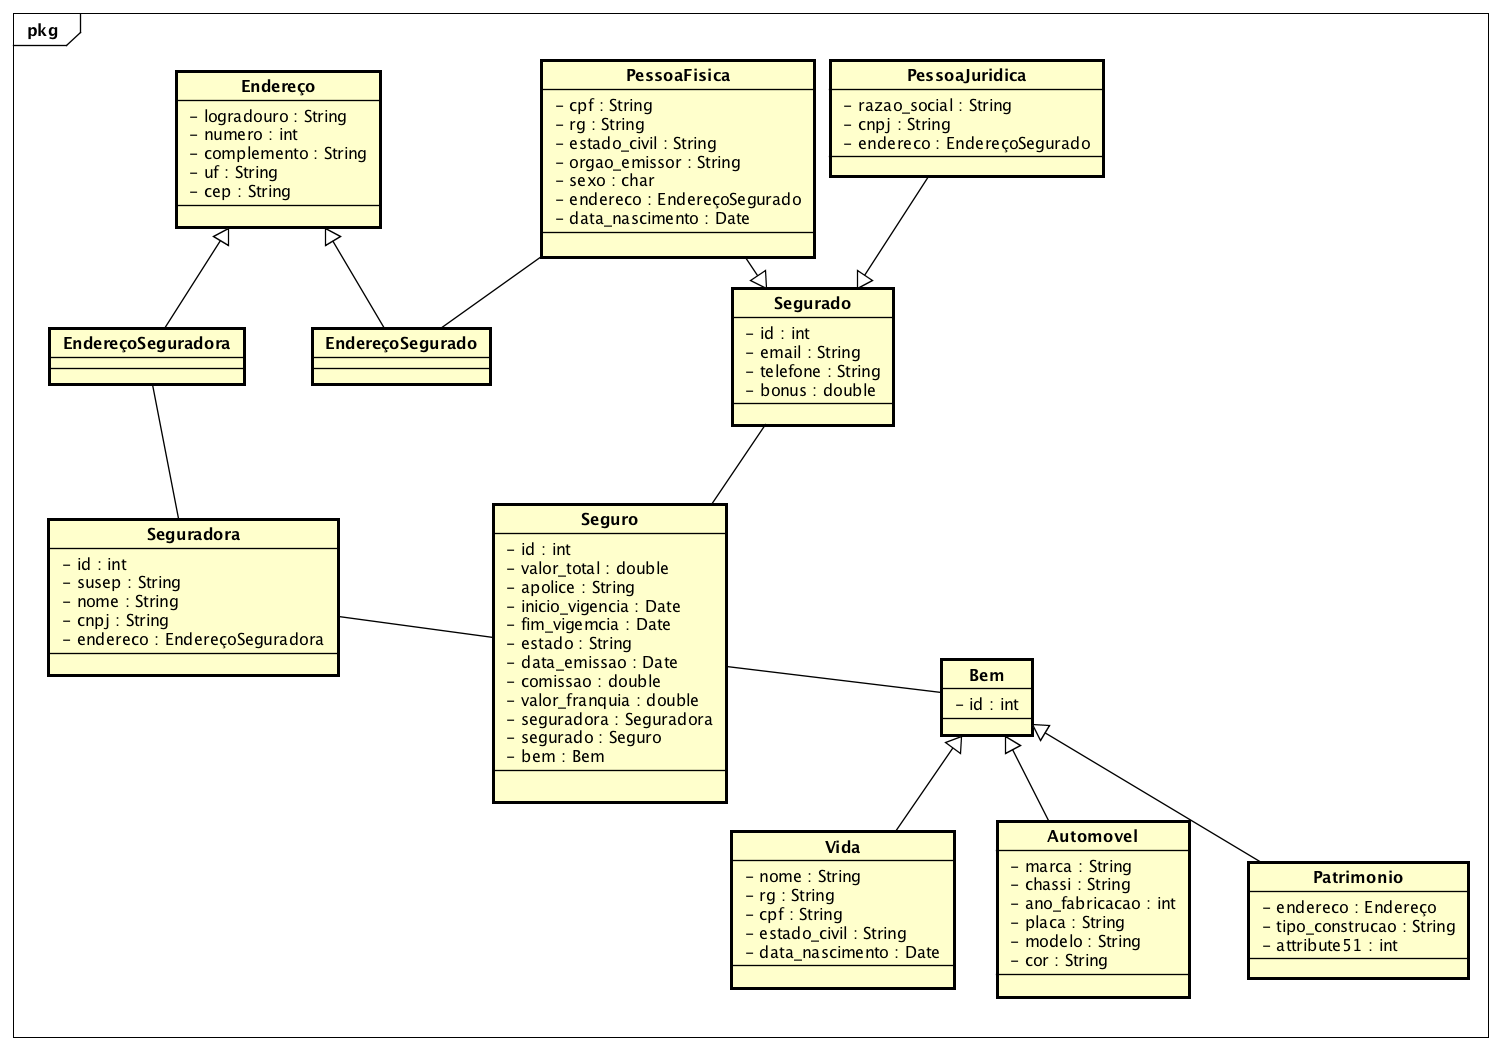 pkg
Endereço
- logradouro : String
- numero : int
- complemento : String
- uf : String
- cep : String
PessoaFisica
- cpf : String
- rg : String
- estado_civil : String
- orgao_emissor : String
- sexo : char
- endereco : EndereçoSegurado
- data_nascimento : Date
PessoaJuridica
- razao_social : String
- cnpj : String
- endereco : EndereçoSegurado
EndereçoSeguradora
EndereçoSegurado
Segurado
- id : int
- email : String
- telefone : String
- bonus : double
Seguradora
- id : int
- susep : String
- nome : String
- cnpj : String
- endereco : EndereçoSeguradora
Seguro
- id : int
- valor_total : double
- apolice : String
- inicio_vigencia : Date
- fim_vigemcia : Date
- estado : String
- data_emissao : Date
- comissao : double
- valor_franquia : double
- seguradora : Seguradora
- segurado : Seguro
- bem : Bem
Bem
- id : int
Vida
- nome : String
- rg : String
- cpf : String
- estado_civil : String
- data_nascimento : Date
Automovel
- marca : String
- chassi : String
- ano_fabricacao : int
- placa : String
- modelo : String
- cor : String
Patrimonio
- endereco : Endereço
- tipo_construcao : String
- attribute51 : int